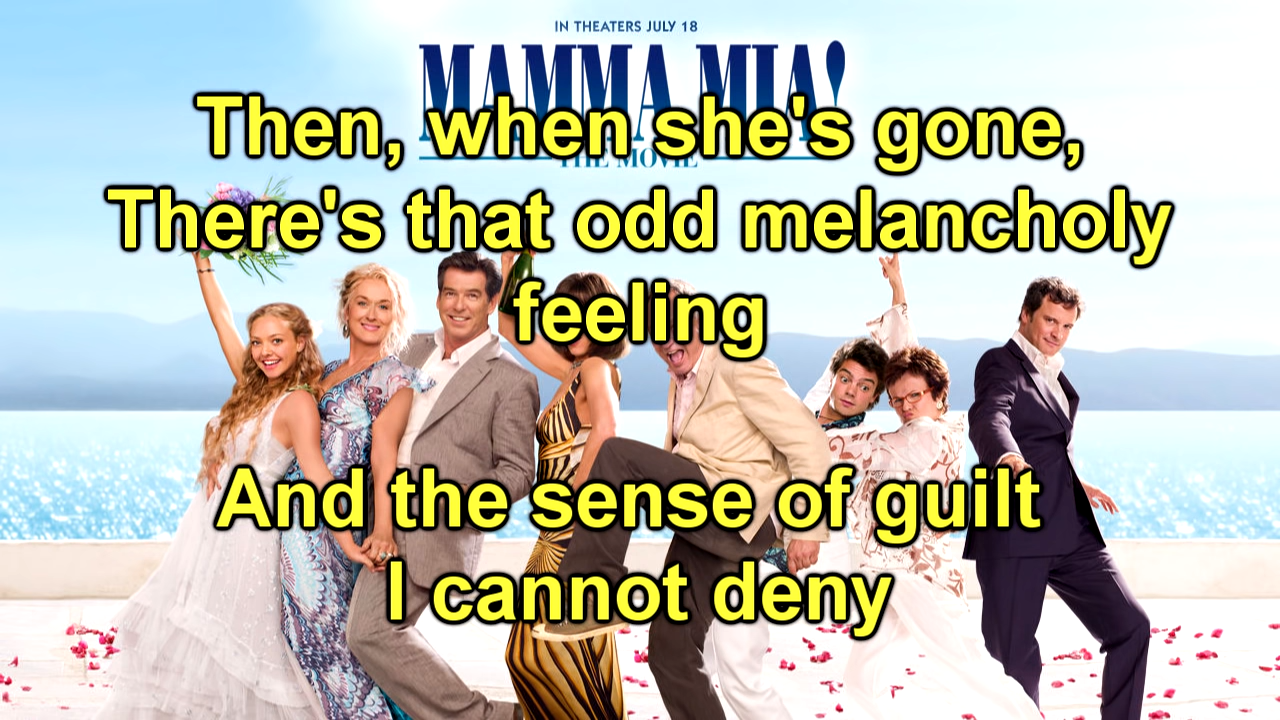 IN THEATERS JULY 18
MAMMA MIA!
THE MOVIE
Then, when she's gone,
There's that odd melancholy
feeling
And the sense of guilt
I cannot deny